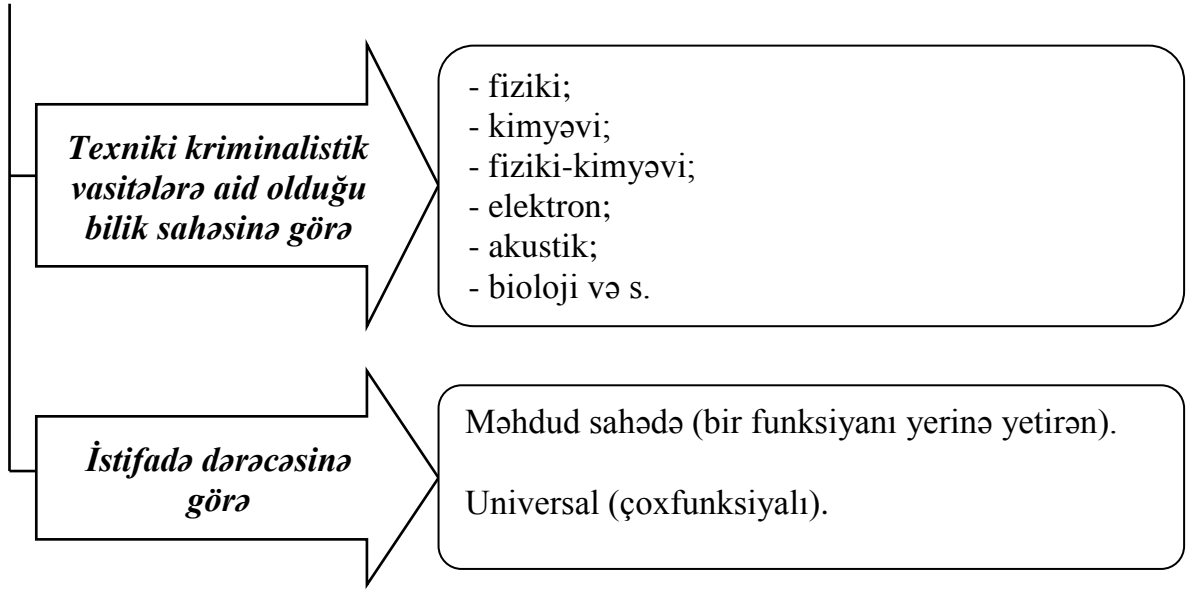 Texniki kriminalistik
vasitələrə aid olduğu
bilik sahəsinə görə
- fiziki;
- kimyəvi;
- fiziki-kimyəvi;
- elektron;
- akustik;
- bioloji və s.
İstifadə dərəcəsinə
görə
Məhdud sahədə (bir funksiyanı yerinə yetirən).
Universal (çoxfunksiyalı).